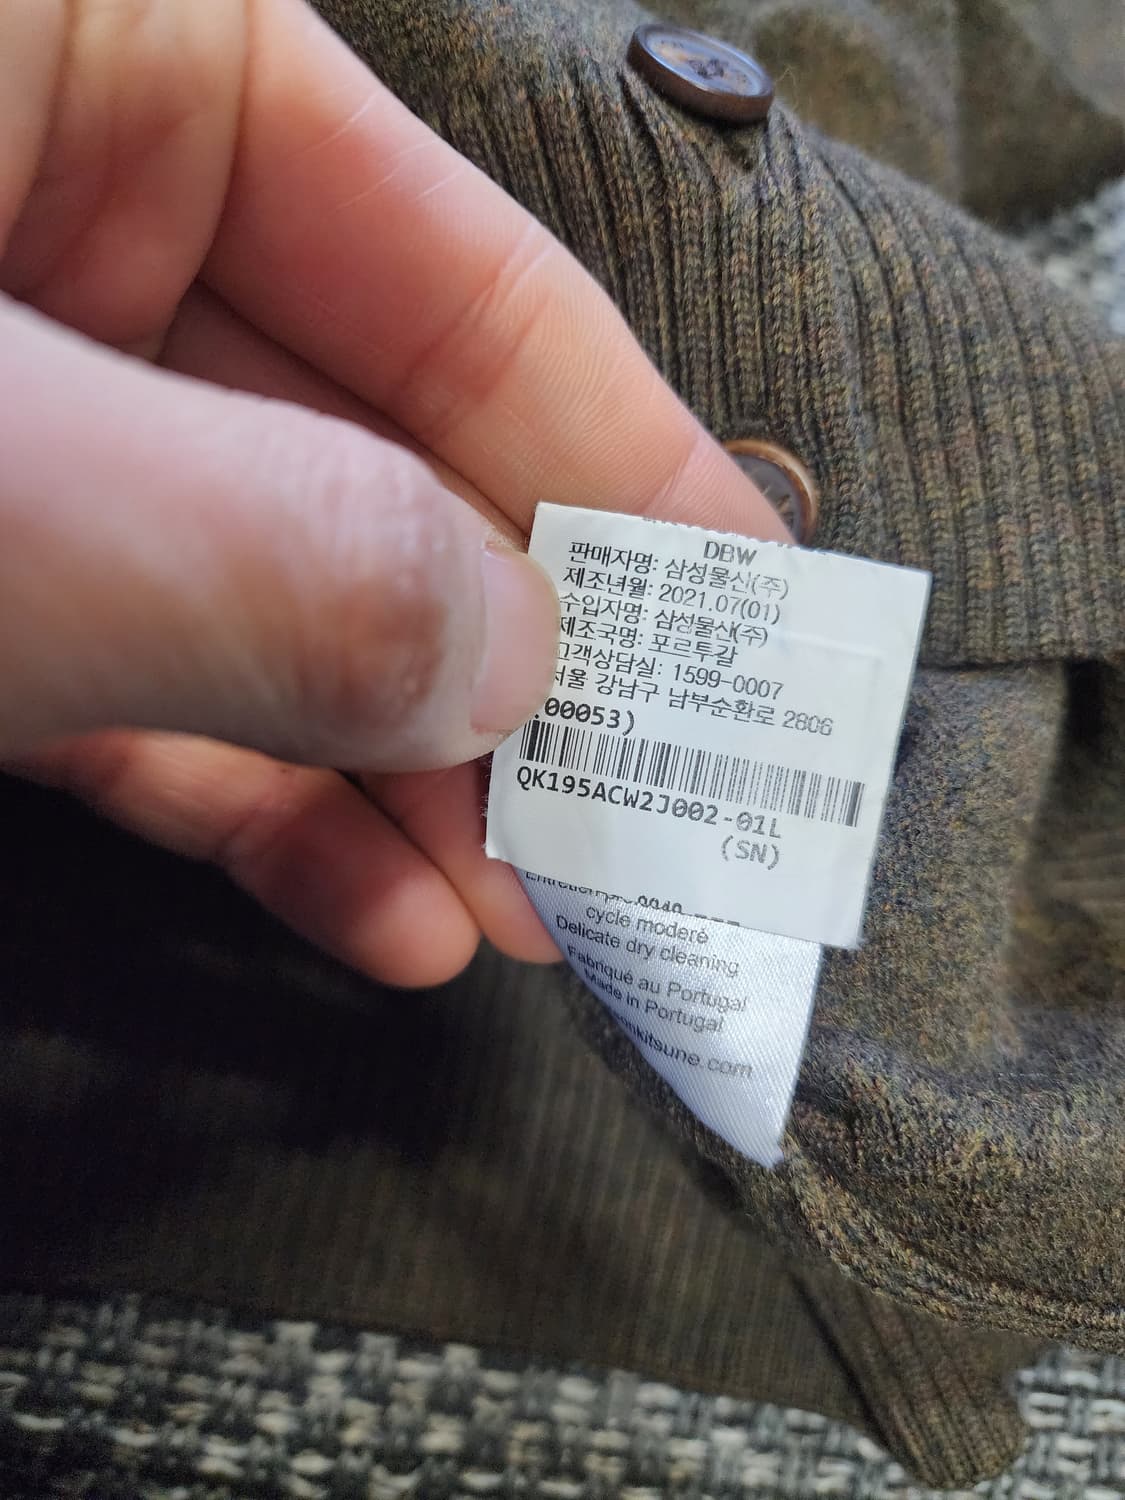 DBW
판매자명: 삼성물산(주)
제조년월: 2021.07(01)
수입자명: 삼성물산(주)
제조국명: 포르투갈
고객상담실: 1599-0007
서울 강남구 남부순환로 2806
.00053)
QK195ACW2J002-01L
(SN)
Entretien
cycle modéré
Delicate dry cleaning
Fabriqué au Portugal
Made in Portugal
onkitsune.com